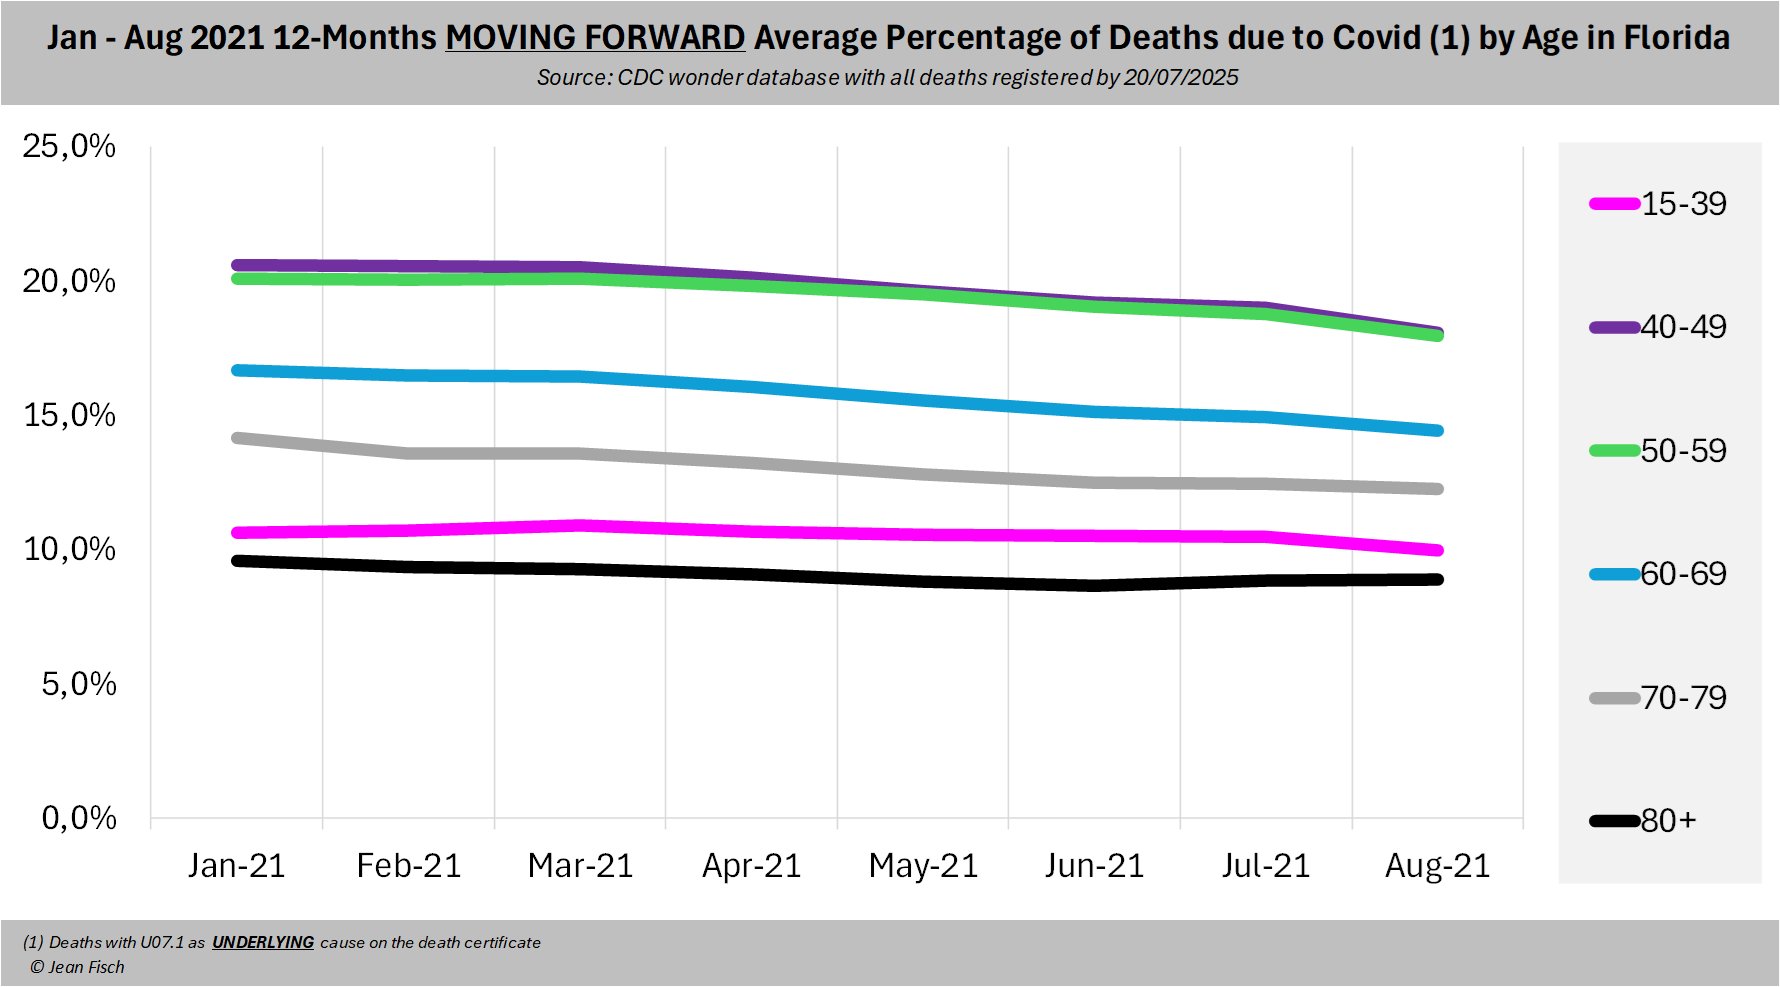 Jan - Aug 2021 12-Months MOVING FORWARD Average Percentage of Deaths due to Covid (1) by Age in Florida
Source: CDC wonder database with all deaths registered by 20/07/2025
25,0%
20,0%
15,0%
10,0%
5,0%
0,0%
Jan-21 Feb-21 Mar-21 Apr-21 May-21 Jun-21 Jul-21 Aug-21
15-39
40-49
50-59
60-69
70-79
80+
(1) Deaths with U07.1 as UNDERLYING cause on the death certificate
© Jean Fisch